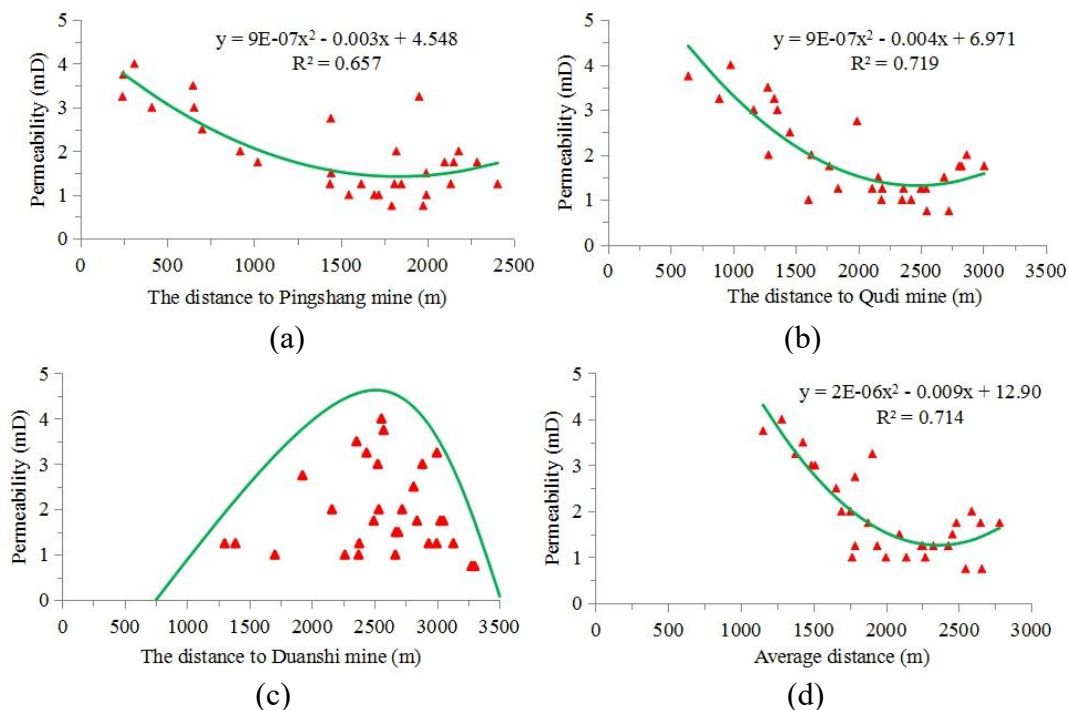 y = 9E-07x² - 0.003x + 4.548
R² = 0.657
Permeability (mD)
5
4
3
2
1
0
0 500 1000 1500 2000 2500
The distance to Pingshang mine (m)
(a)
y = 9E-07x² - 0.004x + 6.971
R² = 0.719
Permeability (mD)
5
4
3
2
1
0
0 500 1000 1500 2000 2500 3000 3500
The distance to Qudi mine (m)
(b)
Permeability (mD)
5
4
3
2
1
0
0 500 1000 1500 2000 2500 3000 3500
The distance to Duanshi mine (m)
(c)
y = 2E-06x² - 0.009x + 12.90
R² = 0.714
Permeability (mD)
5
4
3
2
1
0
0 500 1000 1500 2000 2500 3000
Average distance (m)
(d)